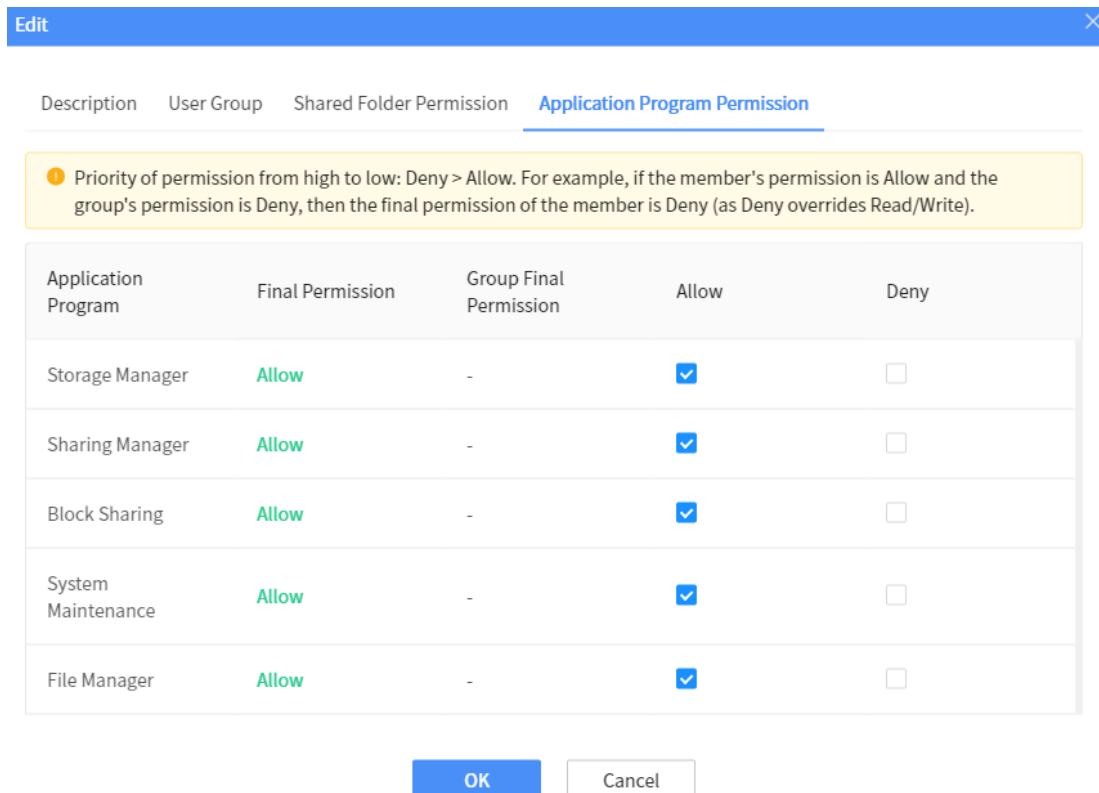 Edit
Description User Group Shared Folder Permission Application Program Permission
Priority of permission from high to low: Deny > Allow. For example, if the member's permission is Allow and the
group's permission is Deny, then the final permission of the member is Deny (as Deny overrides Read/Write).
Application
Program
Final Permission
Group Final
Permission
Allow
Deny
Storage Manager Allow -
Sharing Manager Allow -
Block Sharing Allow -
System
Maintenance
Allow -
File Manager Allow -
OK Cancel